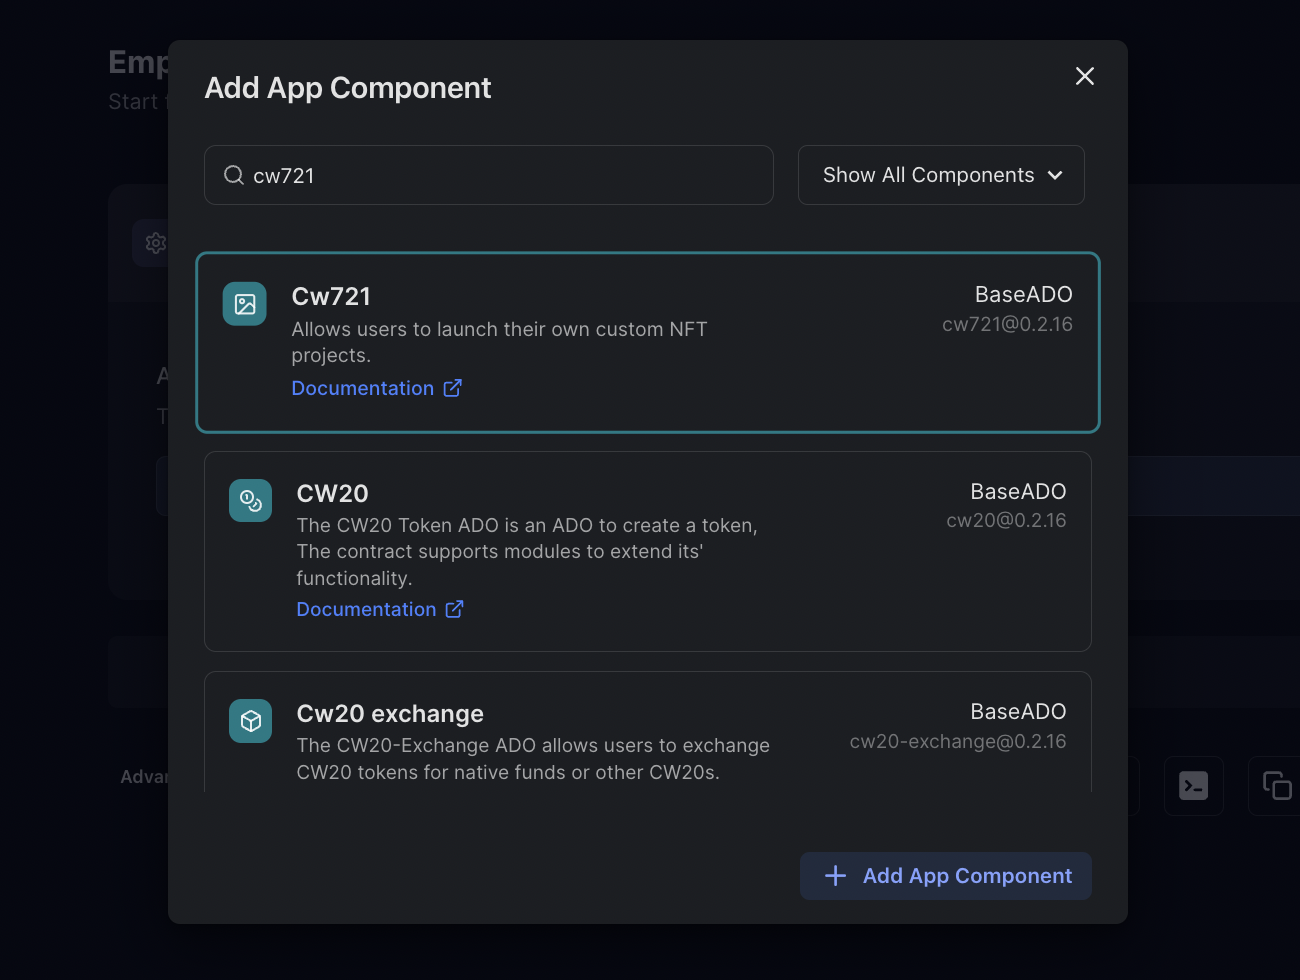 Add App Component
cw721
Show All Components
Cw721
BaseADO
Allows users to launch their own custom NFT
cw721@0.2.16
projects.
Documentation
CW20
BaseADO
The CW20 Token ADO is an ADO to create a token,
cw20@0.2.16
The contract supports modules to extend its'
functionality.
Documentation
Cw20 exchange
BaseADO
The CW20-Exchange ADO allows users to exchange
cw20-exchange@0.2.16
CW20 tokens for native funds or other CW20s.
Add App Component
Start